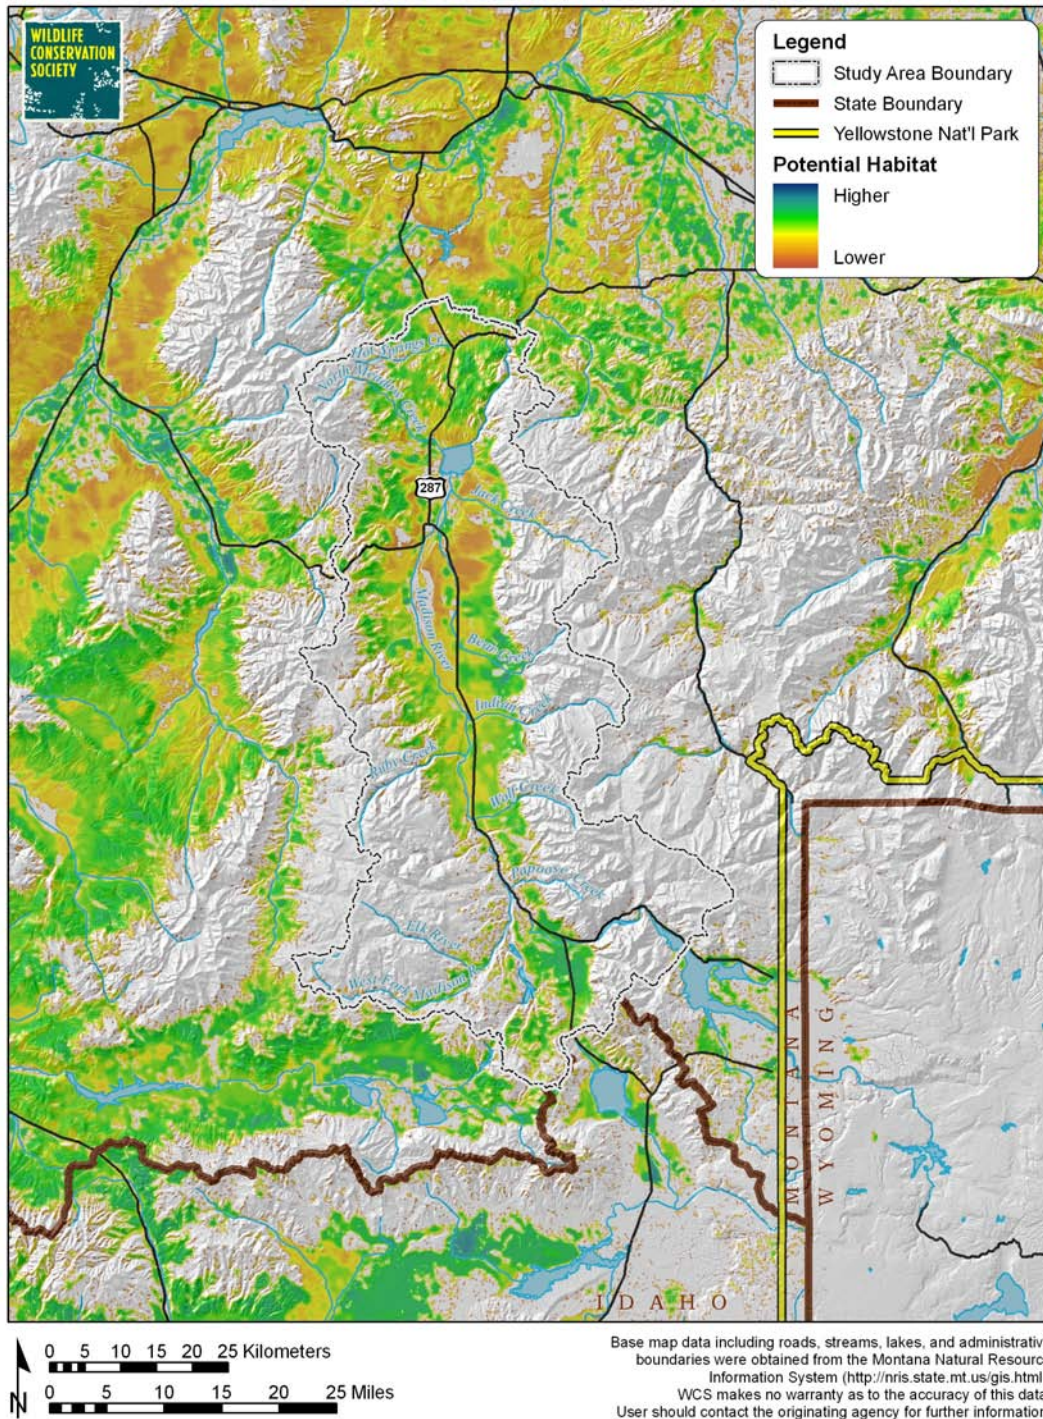 WILDLIFE
CONSERVATION
SOCIETY
Legend
Study Area Boundary
State Boundary
Yellowstone Nat'l Park
Potential Habitat
Higher
Lower
Hot Springs Cr
North Meadow Creek
287
Jack Creek
Madison River
Bear Creek
Indian Creek
Ruby Creek
Wolf Creek
Papoose Creek
Elk River
West Fork Madison R
MONTANA
WYOMING
IDAHO
N
0 5 10 15 20 25 Kilometers
0 5 10 15 20 25 Miles
Base map data including roads, streams, lakes, and administrativ
boundaries were obtained from the Montana Natural Resourc
Information System (http://nris.state.mt.us/gis.html
WCS makes no warranty as to the accuracy of this data
User should contact the originating agency for further information